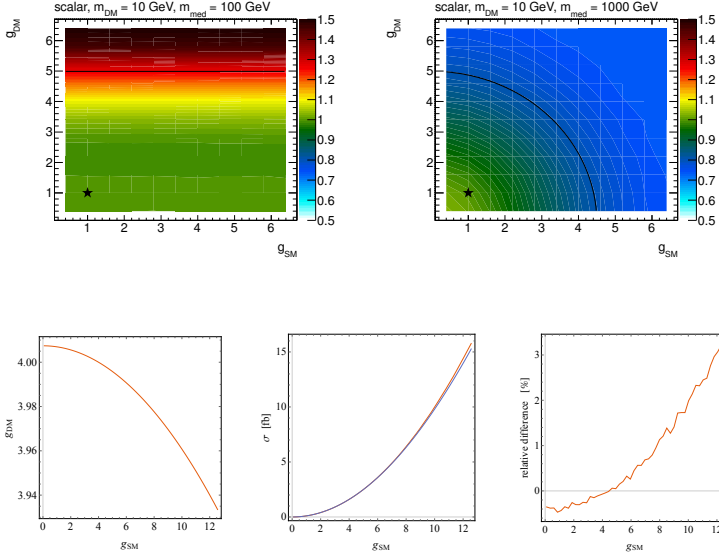 scalar, m_DM = 10 GeV, m_med = 100 GeV
g_DM
6
5
4
3
2
1
1 2 3 4 5 6
g_SM
1.5
1.4
1.3
1.2
1.1
1
0.9
0.8
0.7
0.6
0.5
scalar, m_DM = 10 GeV, m_med = 1000 GeV
g_DM
6
5
4
3
2
1
1 2 3 4 5 6
g_SM
1.5
1.4
1.3
1.2
1.1
1
0.9
0.8
0.7
0.6
0.5
g_DM
4.00
3.98
3.96
3.94
0 2 4 6 8 10 12
g_SM
σ [fb]
15
10
5
0
0 2 4 6 8 10 12
g_SM
relative difference [%]
3
2
1
0
0 2 4 6 8 10 12
g_SM